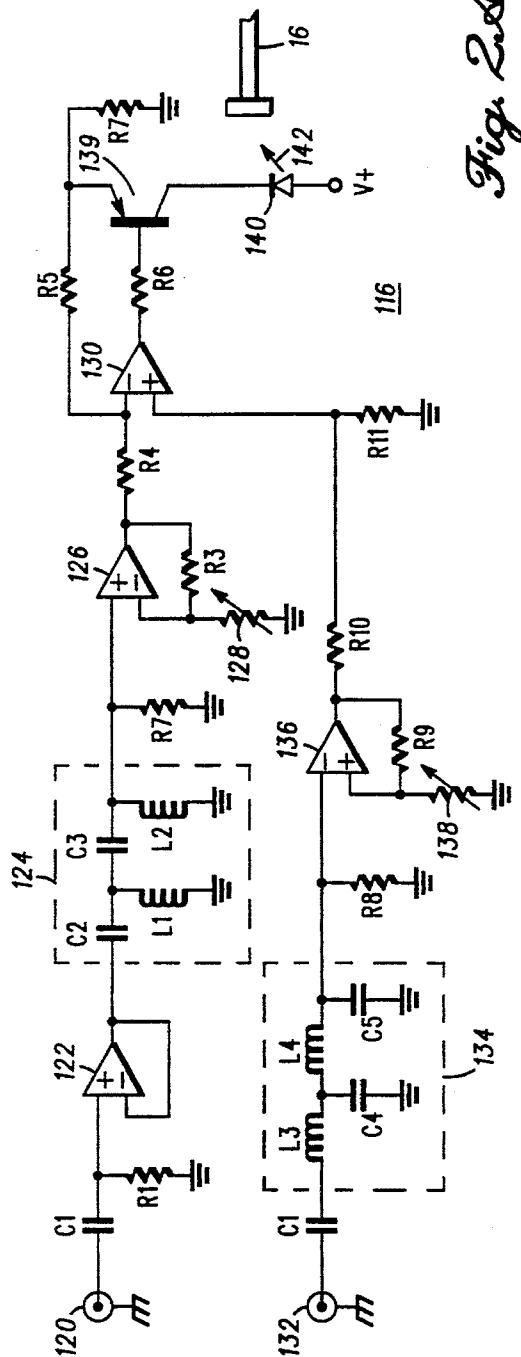 120
C1
R1
122
+
−
124
C2
L1
C3
L2
R7
126
+
−
R3
128
R4
130
−
+
R5
R6
139
R7
16
142
140
V+
116
132
C1
134
L3
C4
L4
C5
R8
136
−
+
R9
138
R10
R11
Fig. 2A